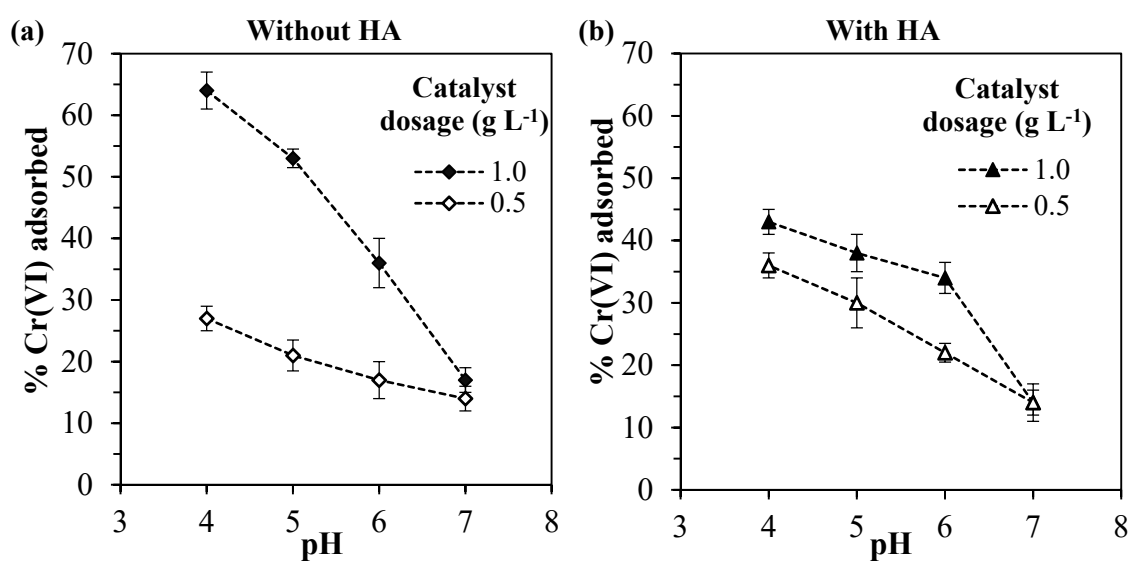 (a) Without HA
70
60
50
40
30
20
10
0
% Cr(VI) adsorbed
Catalyst
dosage (g L⁻¹)
1.0
0.5
3 4 5 6 7 8
pH
(b) With HA
70
60
50
40
30
20
10
0
% Cr(VI) adsorbed
Catalyst
dosage (g L⁻¹)
1.0
0.5
3 4 5 6 7 8
pH